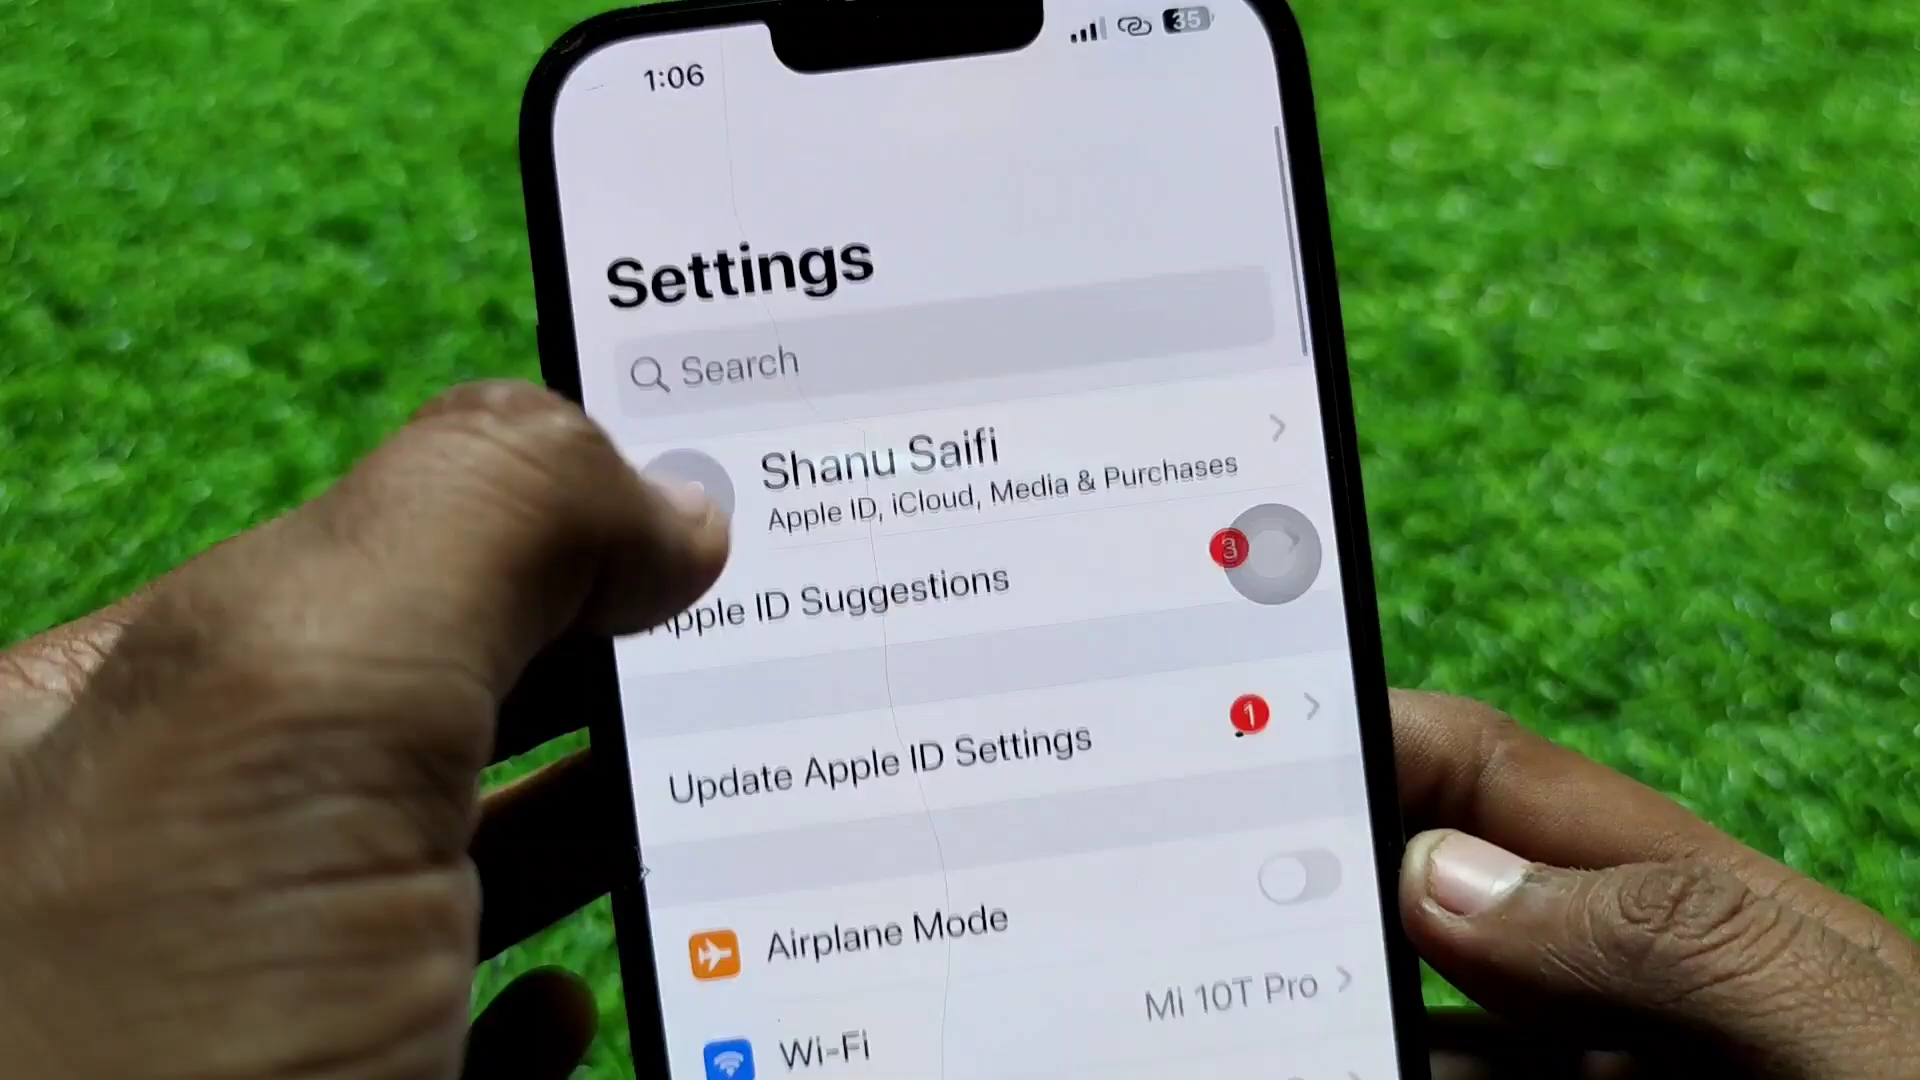 1:06
35
Settings
Search
Shanu Saifi
Apple ID, iCloud, Media & Purchases
Apple ID Suggestions
3
Update Apple ID Settings
1
Airplane Mode
Wi-Fi
Mi 10T Pro